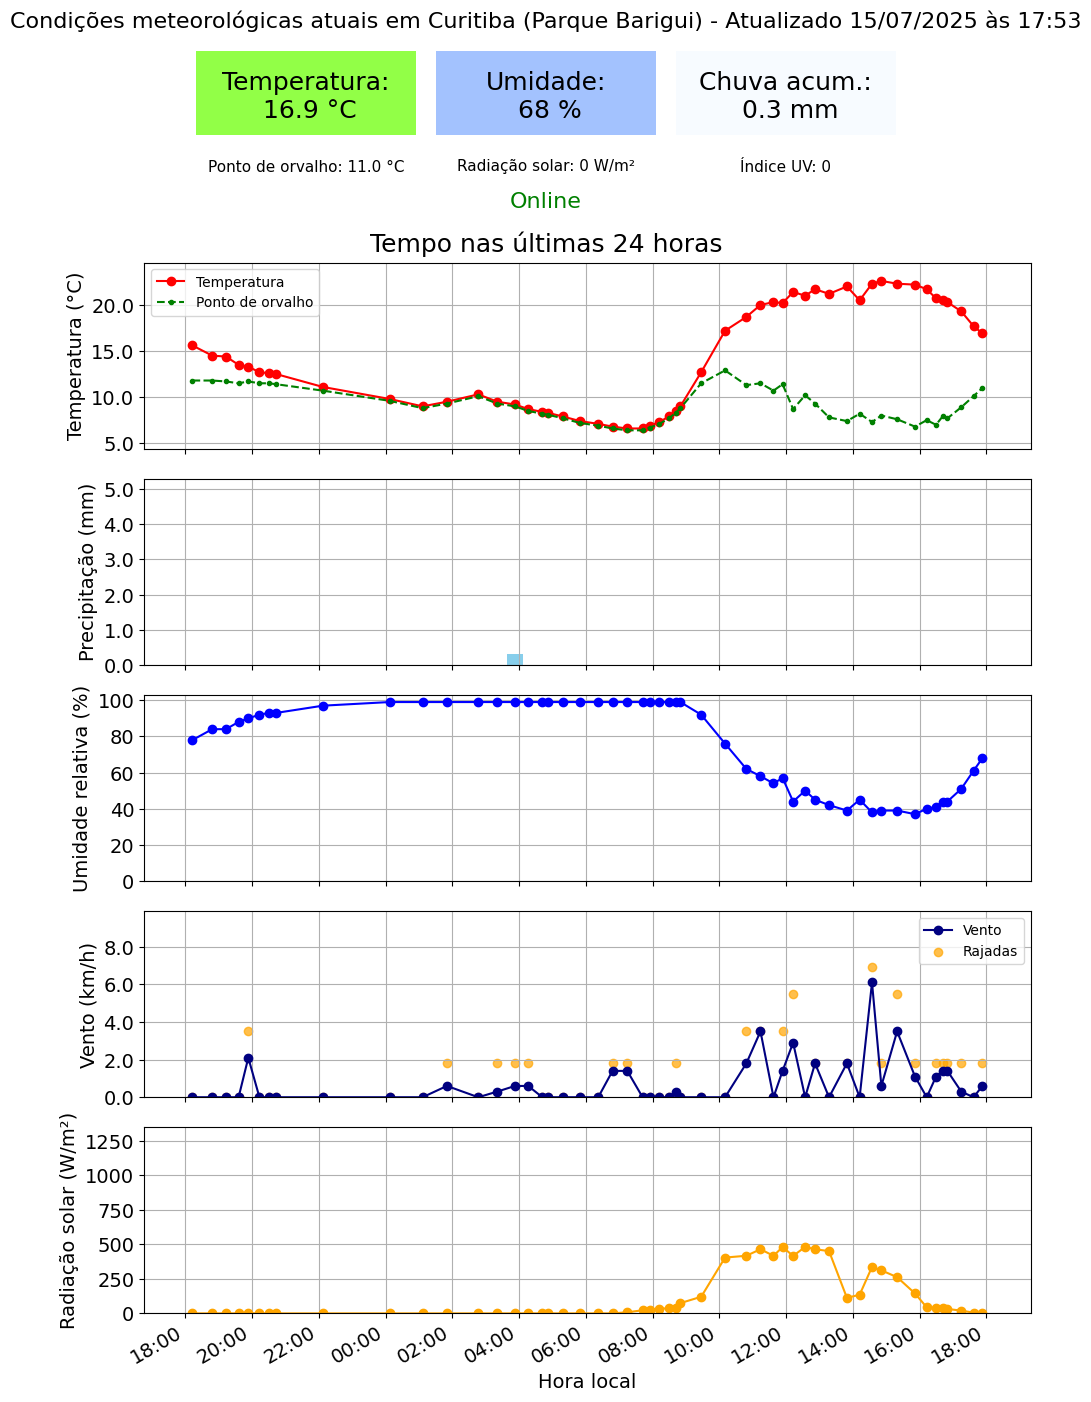 Condições meteorológicas atuais em Curitiba (Parque Barigui) - Atualizado 15/07/2025 às 17:53
Temperatura:
16.9 °C
Umidade:
68 %
Chuva acum.:
0.3 mm
Ponto de orvalho: 11.0 °C
Radiação solar: 0 W/m²
Índice UV: 0
Online
Tempo nas últimas 24 horas
Temperatura (°C)
20.0
15.0
10.0
5.0
Temperatura
Ponto de orvalho
Precipitação (mm)
5.0
4.0
3.0
2.0
1.0
0.0
Umidade relativa (%)
100
80
60
40
20
0
Vento (km/h)
8.0
6.0
4.0
2.0
0.0
Vento
Rajadas
Radiação solar (W/m²)
1250
1000
750
500
250
0
18:00
20:00
22:00
00:00
02:00
04:00
06:00
08:00
10:00
12:00
14:00
16:00
18:00
Hora local